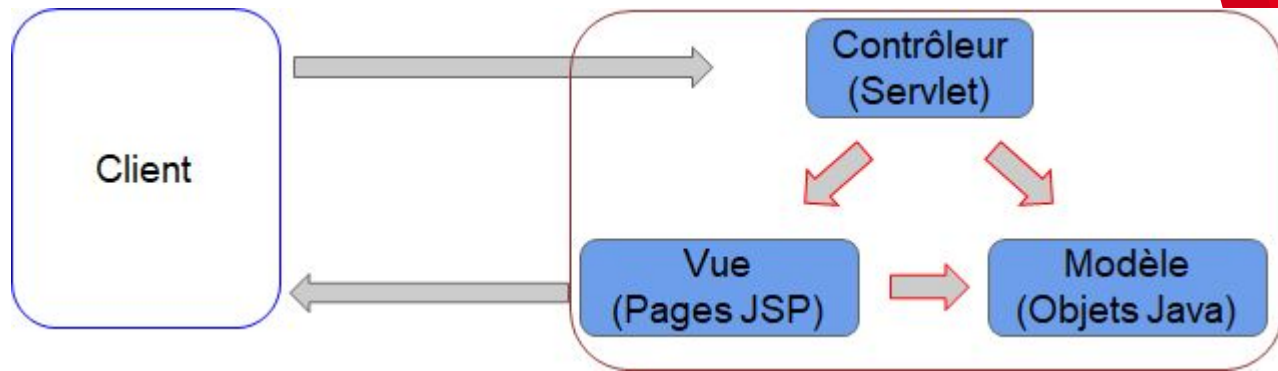 Client
Contrôleur
(Servlet)
Vue
(Pages JSP)
Modèle
(Objets Java)